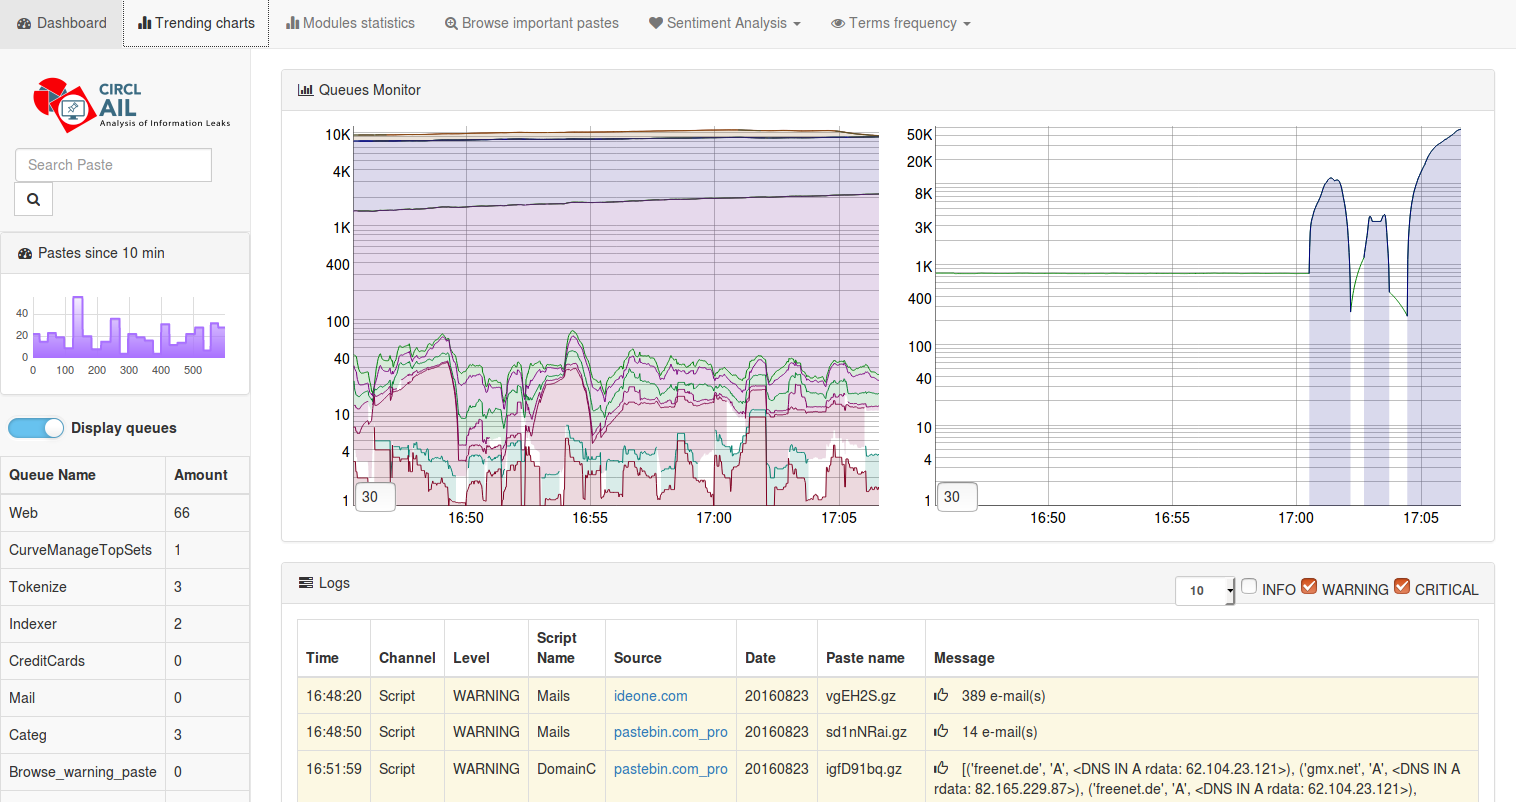 Dashboard Trending charts Modules statistics Browse important pastes Sentiment Analysis Terms frequency
CIRCL
AIL
Analysis of Information Leaks
Search Paste
Pastes since 10 min
40
20
0
0 100 200 300 400 500
Display queues
Queue Name Amount
Web 66
CurveManageTopSets 1
Tokenize 3
Indexer 2
CreditCards 0
Mail 0
Categ 3
Browse_warning_paste 0
Queues Monitor
10K
4K
1K
400
100
40
10
4
1
30
16:50 16:55 17:00 17:05
50K
20K
8K
3K
1K
400
100
40
10
4
1
30
16:50 16:55 17:00 17:05
Logs
10 INFO WARNING CRITICAL
Time Channel Level Script Name Source Date Paste name Message
16:48:20 Script WARNING Mails ideone.com 20160823 vgEH2S.gz 389 e-mail(s)
16:48:50 Script WARNING Mails pastebin.com_pro 20160823 sd1nNRai.gz 14 e-mail(s)
16:51:59 Script WARNING DomainC pastebin.com_pro 20160823 igfD91bq.gz [('freenet.de', 'A', <DNS IN A rdata: 62.104.23.121>), ('gmx.net', 'A', <DNS IN A
rdata: 82.165.229.87>), ('freenet.de', 'A', <DNS IN A rdata: 62.104.23.121>),